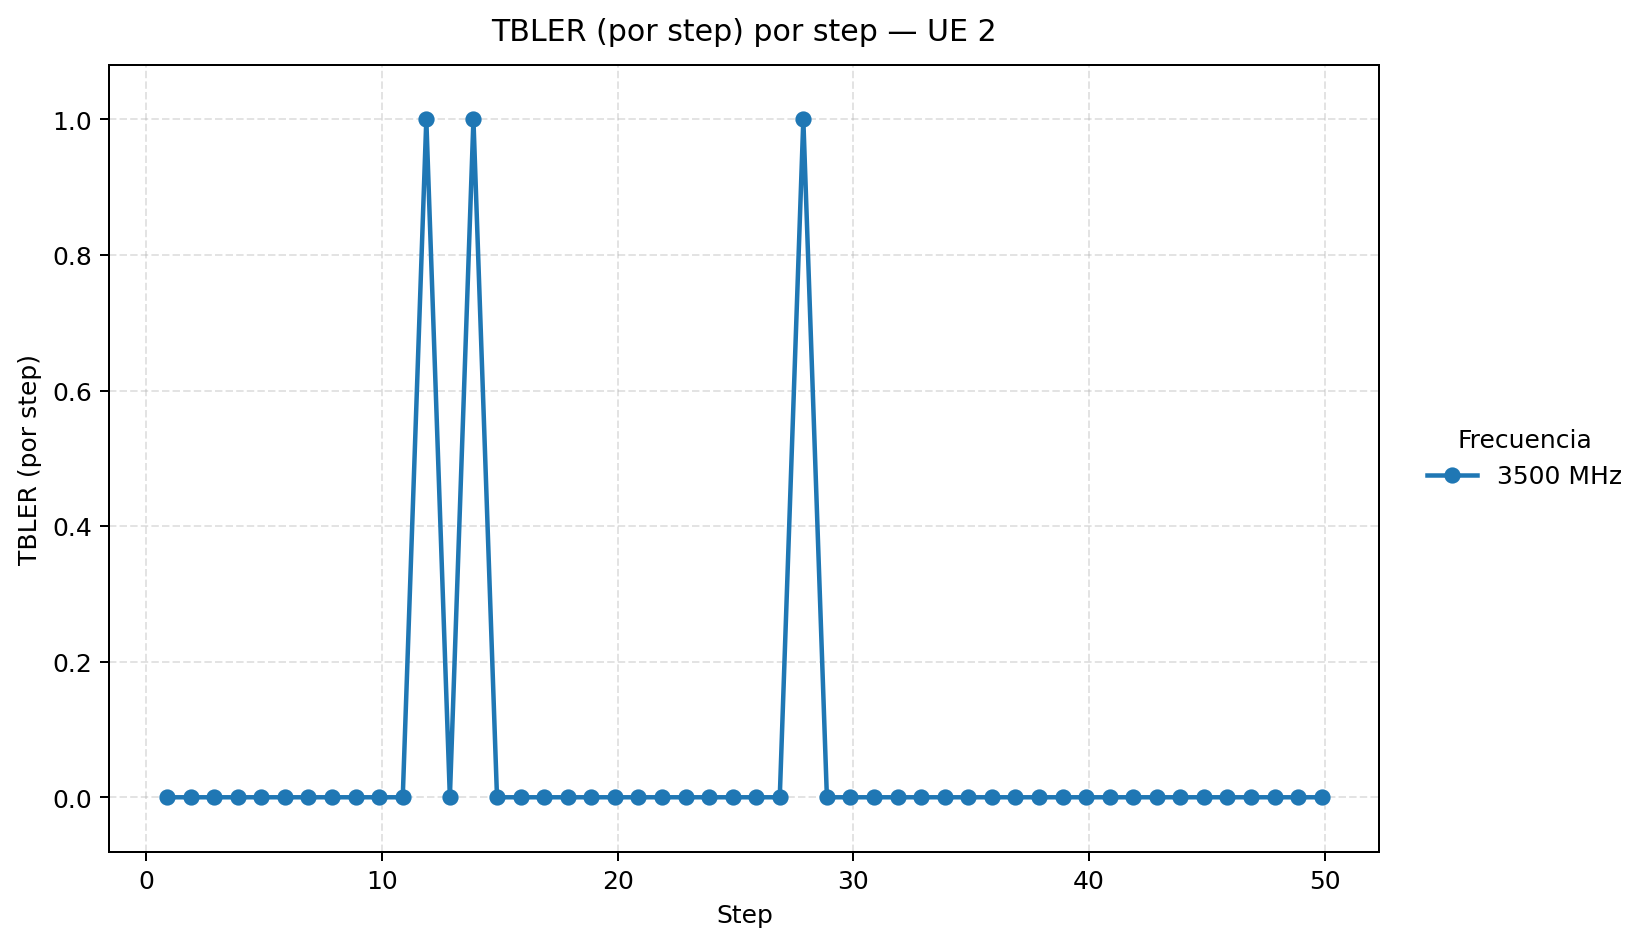 TBLER (por step) por step — UE 2
1.0
0.8
0.6
0.4
0.2
0.0
TBLER (por step)
0 10 20 30 40 50
Step
Frecuencia
3500 MHz